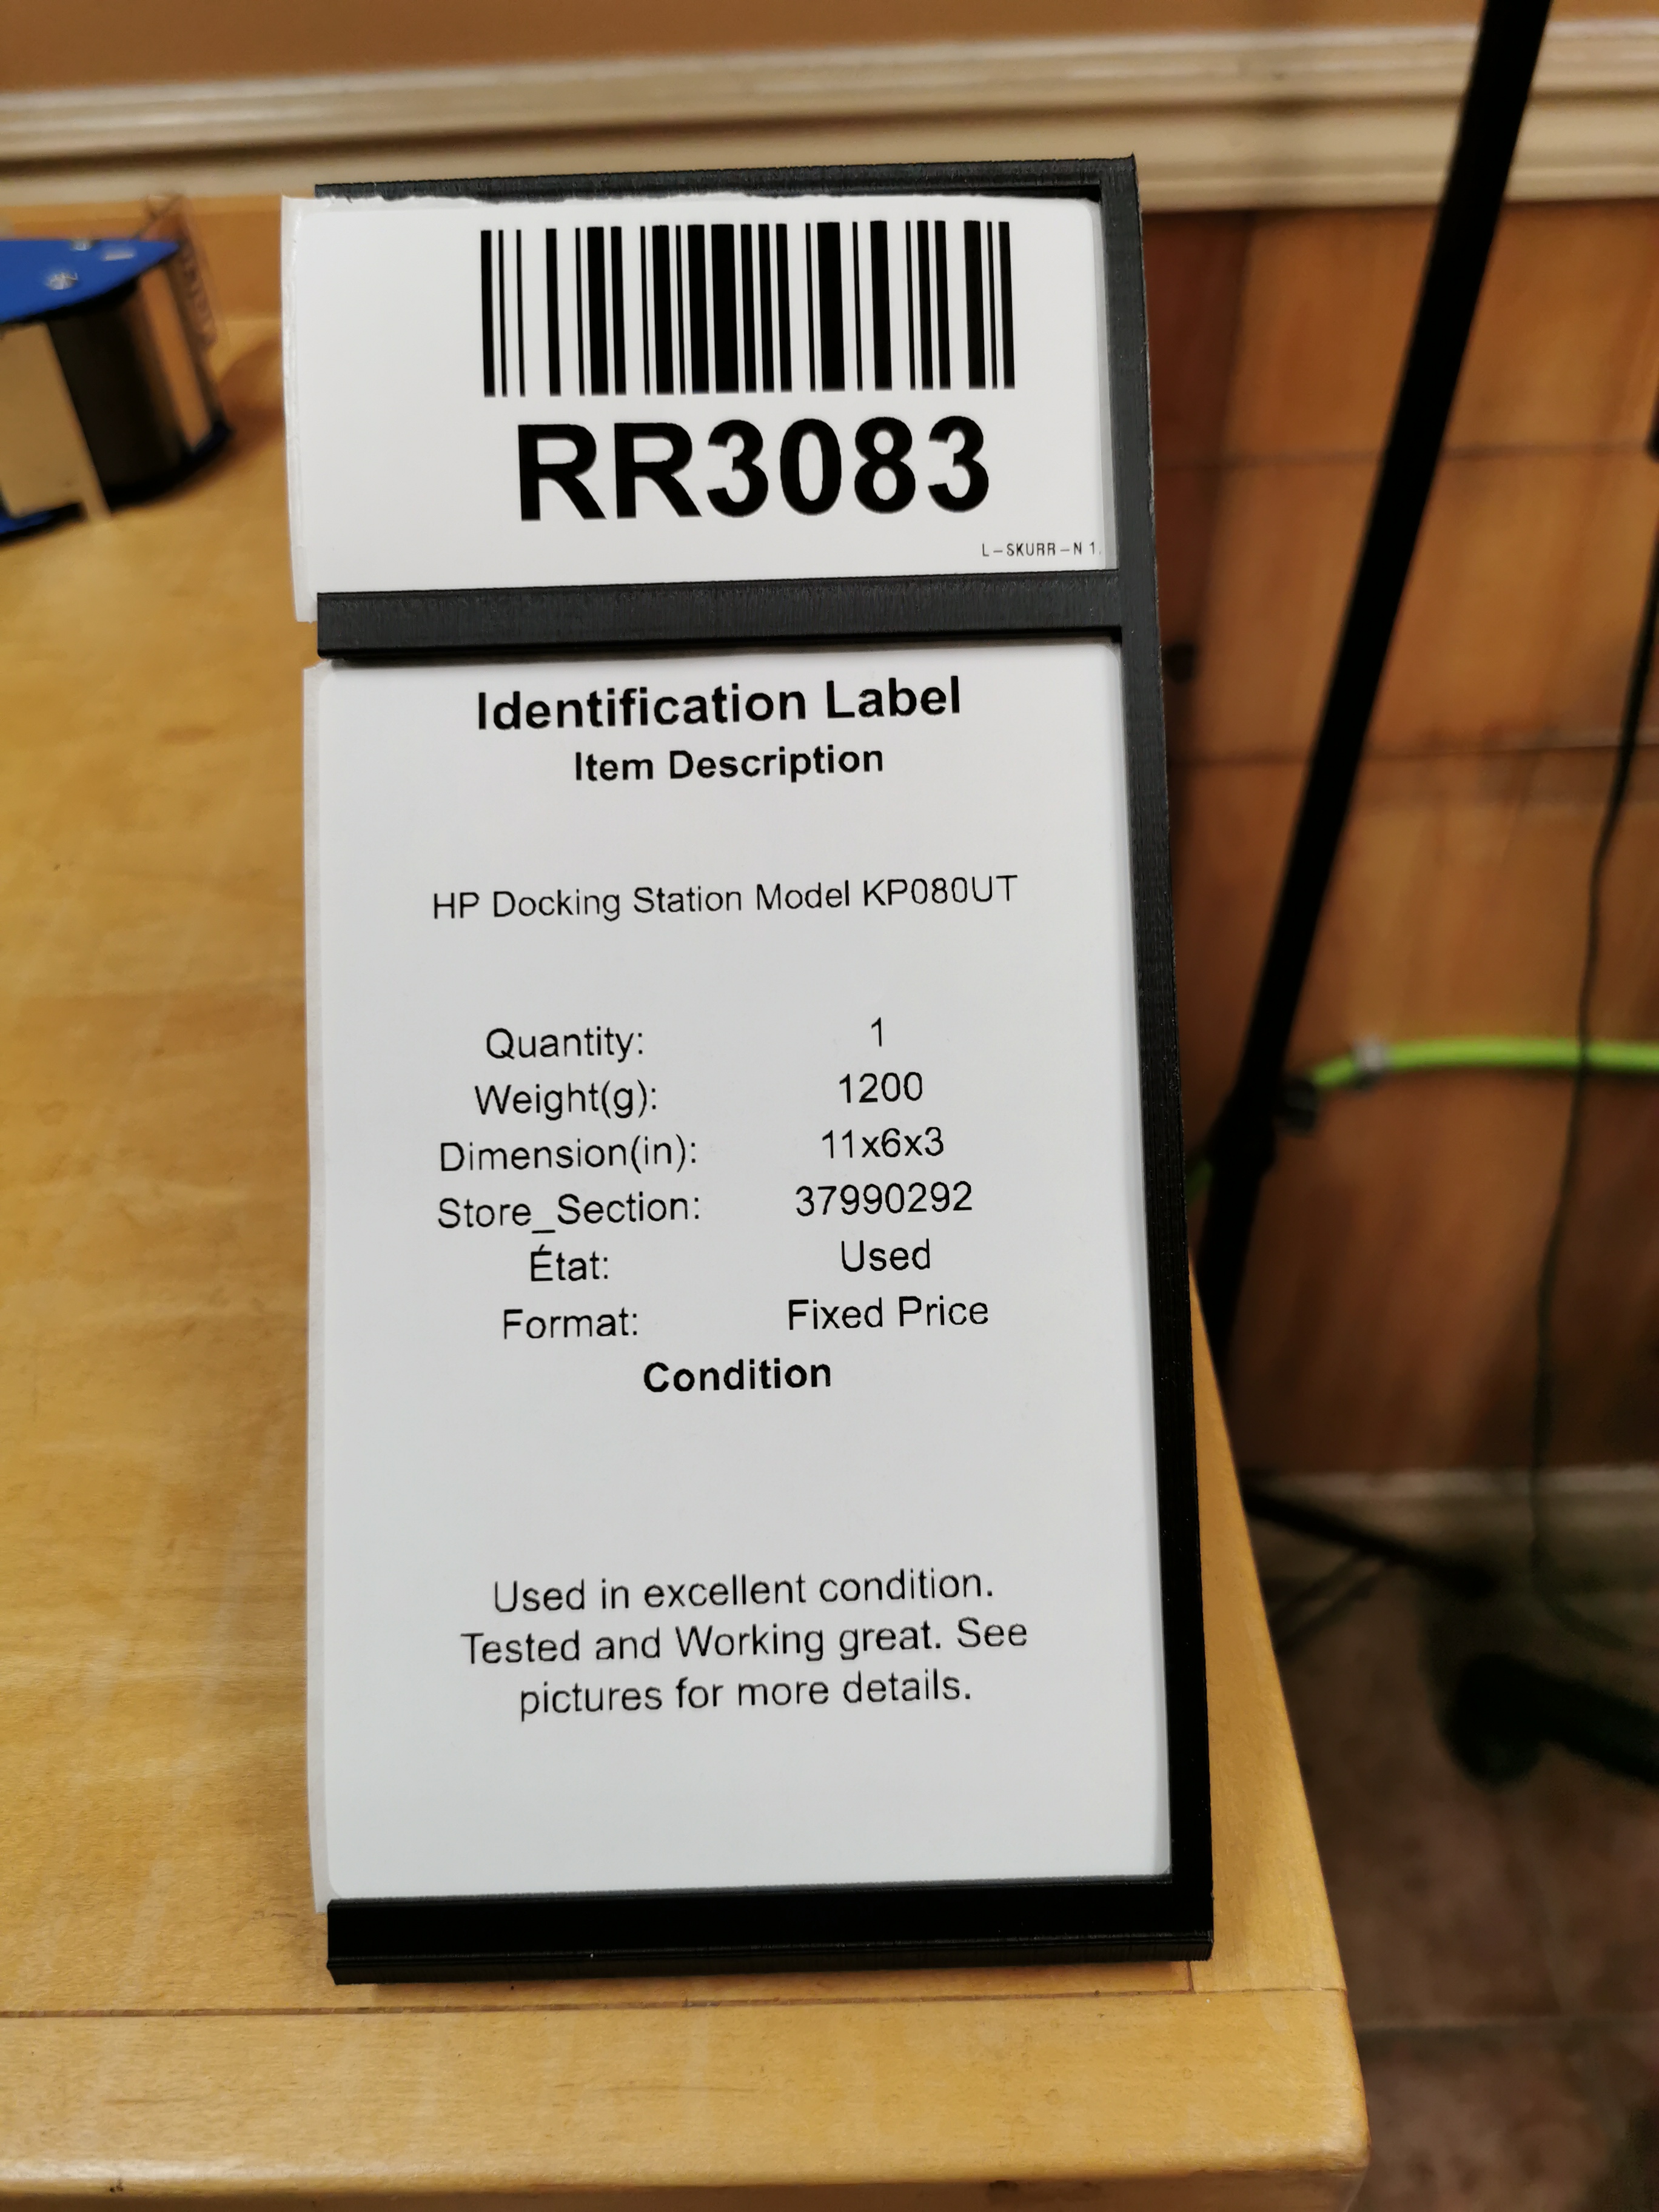 RR3083
L-SKURR-N 1.
Identification Label
Item Description
HP Docking Station Model KP080UT
Quantity: 1
Weight(g): 1200
Dimension(in): 11x6x3
Store_Section: 37990292
État: Used
Format: Fixed Price
Condition
Used in excellent condition.
Tested and Working great. See
pictures for more details.